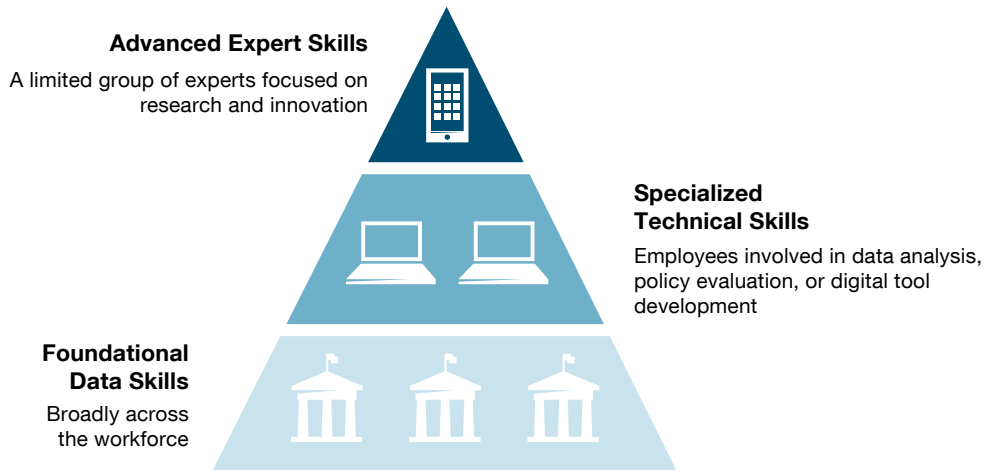 Advanced Expert Skills
A limited group of experts focused on
research and innovation
Specialized
Technical Skills
Employees involved in data analysis,
policy evaluation, or digital tool
development
Foundational
Data Skills
Broadly across
the workforce